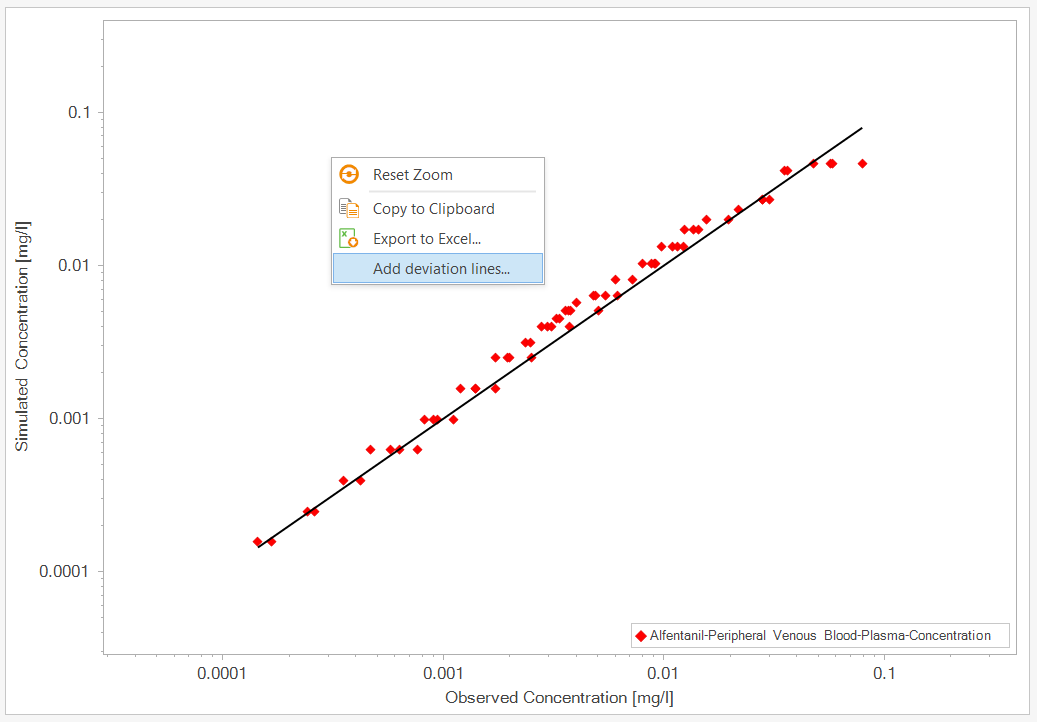 0.1
0.01
0.001
0.0001
Simulated Concentration [mg/l]
Reset Zoom
Copy to Clipboard
Export to Excel...
Add deviation lines...
Alfentanil-Peripheral Venous Blood-Plasma-Concentration
0.0001
0.001
0.01
0.1
Observed Concentration [mg/l]